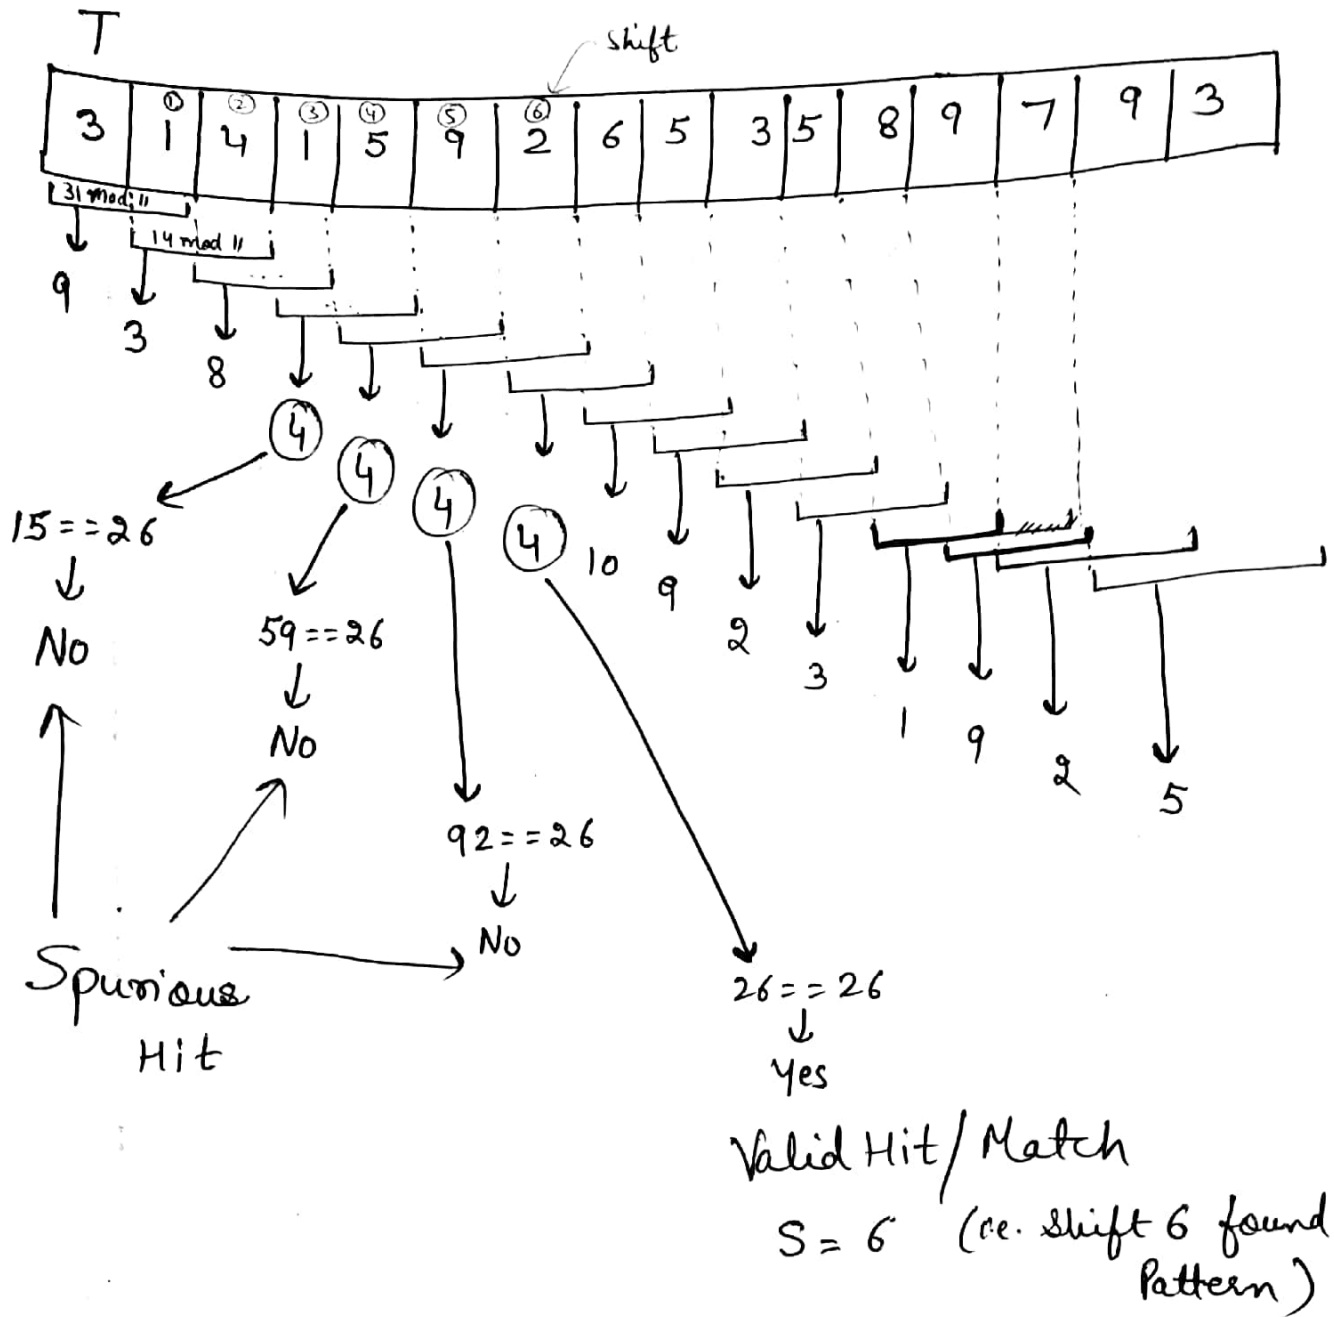 T
shift
① ② ③ ④ ⑤ ⑥
3 1 4 1 5 9 2 6 5 3 5 8 9 7 9 3
31 mod 11
14 mod 11
9
3
8
4
4
4
4
10
9
2
3
1
9
2
5
15==26
No
59==26
No
92==26
No
Spurious
Hit
26==26
Yes
Valid Hit/Match
S=6 (i.e. shift 6 found
Pattern)